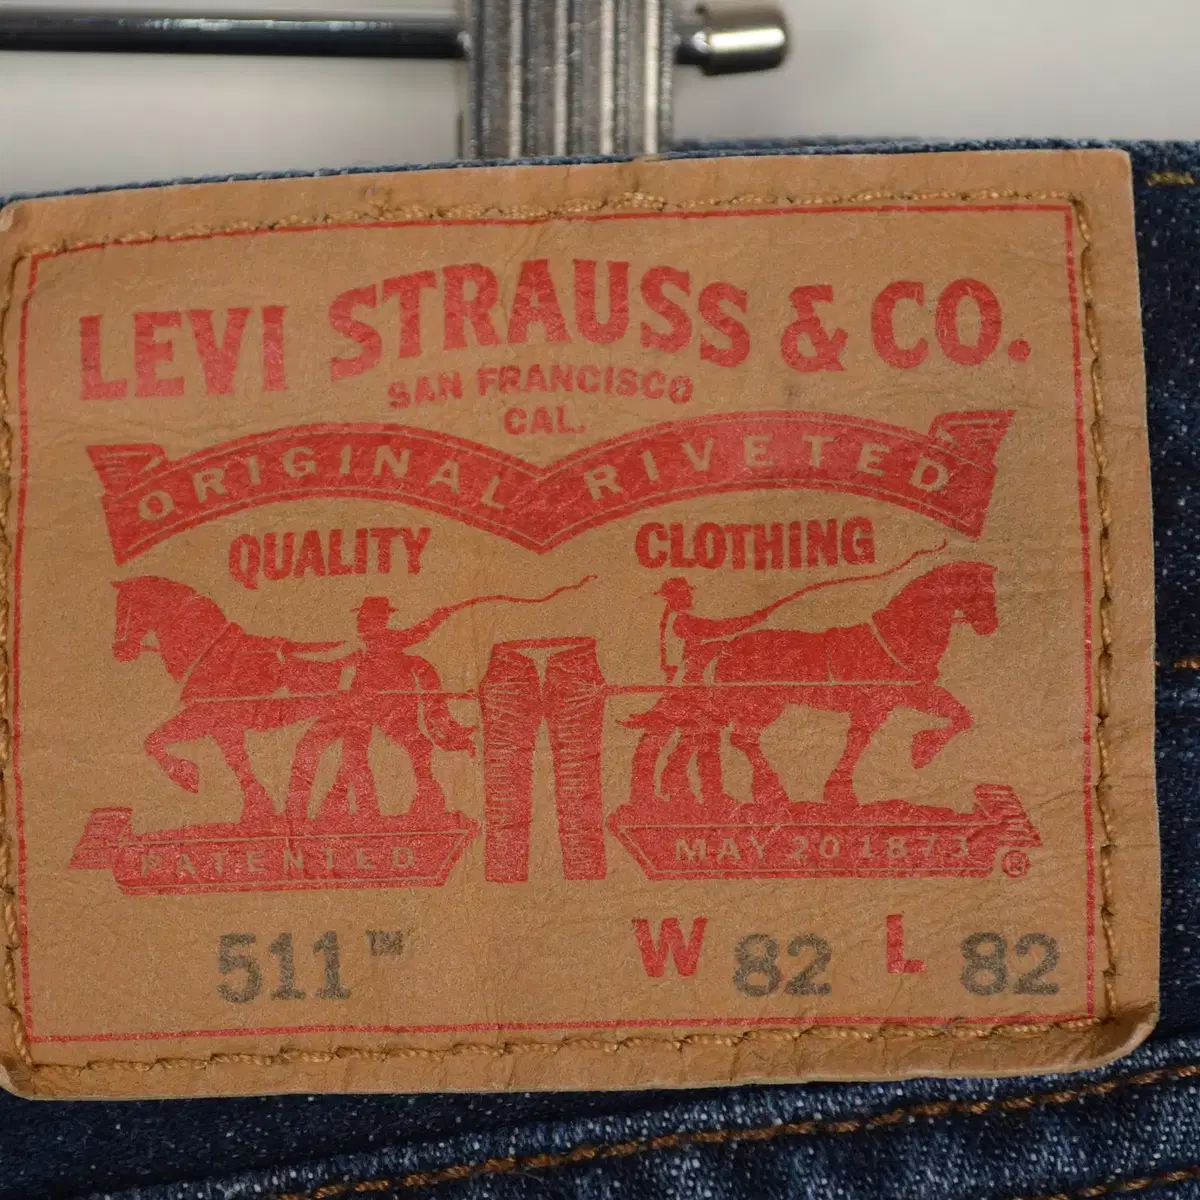 LEVI STRAUSS & CO.
SAN FRANCISCO
CAL.
ORIGINAL RIVETED
QUALITY CLOTHING
PATENTED MAY 20 1873 ®
511™ W 82 L 82